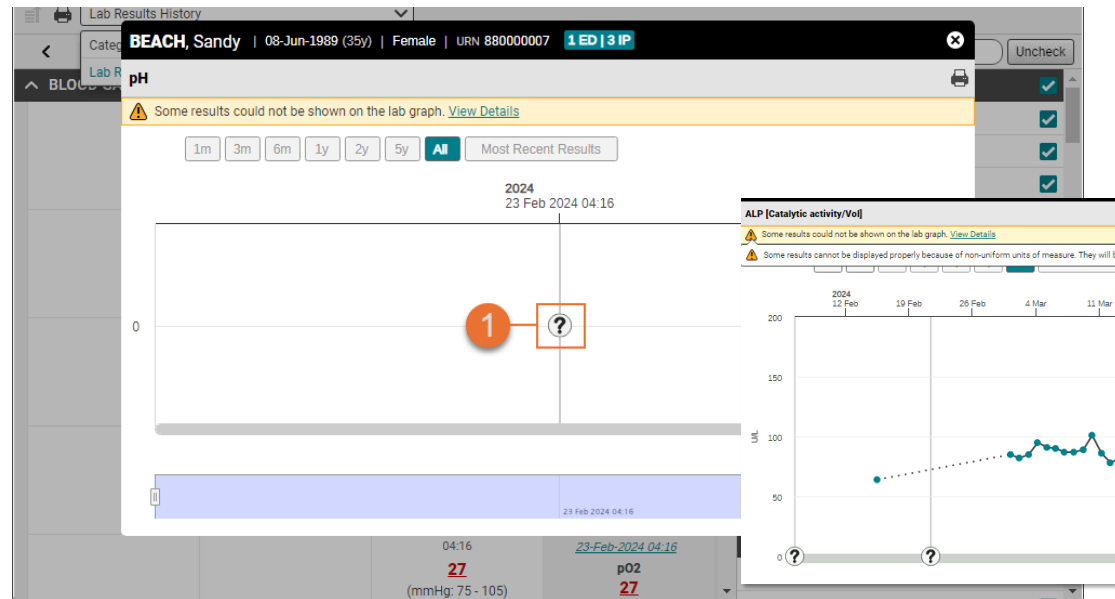 Lab Results History
Categ
Lab R
Uncheck
BLOOD GA
BEACH, Sandy | 08-Jun-1989 (35y) | Female | URN 880000007 1 ED | 3 IP
pH
Some results could not be shown on the lab graph. View Details
1m 3m 6m 1y 2y 5y All Most Recent Results
2024
23 Feb 2024 04:16
0
1
?
23 Feb 2024 04:16
ALP [Catalytic activity/Vol]
Some results could not be shown on the lab graph. View Details
Some results cannot be displayed properly because of non-uniform units of measure. They will b
2024
12 Feb 19 Feb 26 Feb 4 Mar 11 Mar
200
150
U/L
100
50
0 ? ?
04:16 23-Feb-2024 04:16
27 pO2
(mmHg: 75 - 105) 27